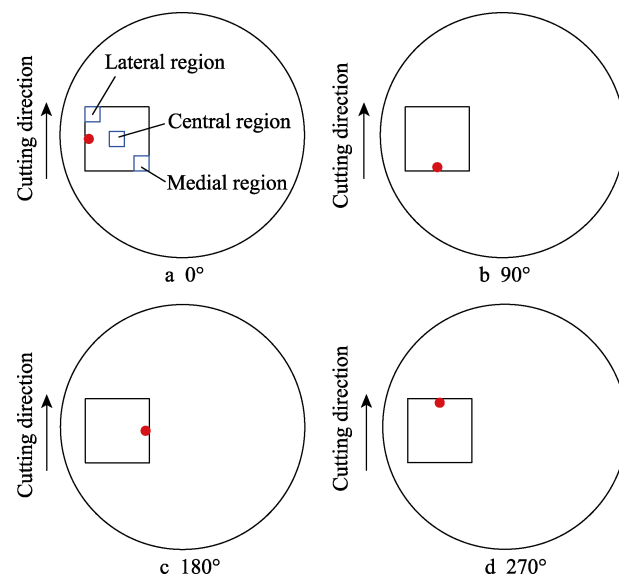 Lateral region
Central region
Medial region
Cutting direction
a 0°
Cutting direction
b 90°
Cutting direction
c 180°
Cutting direction
d 270°